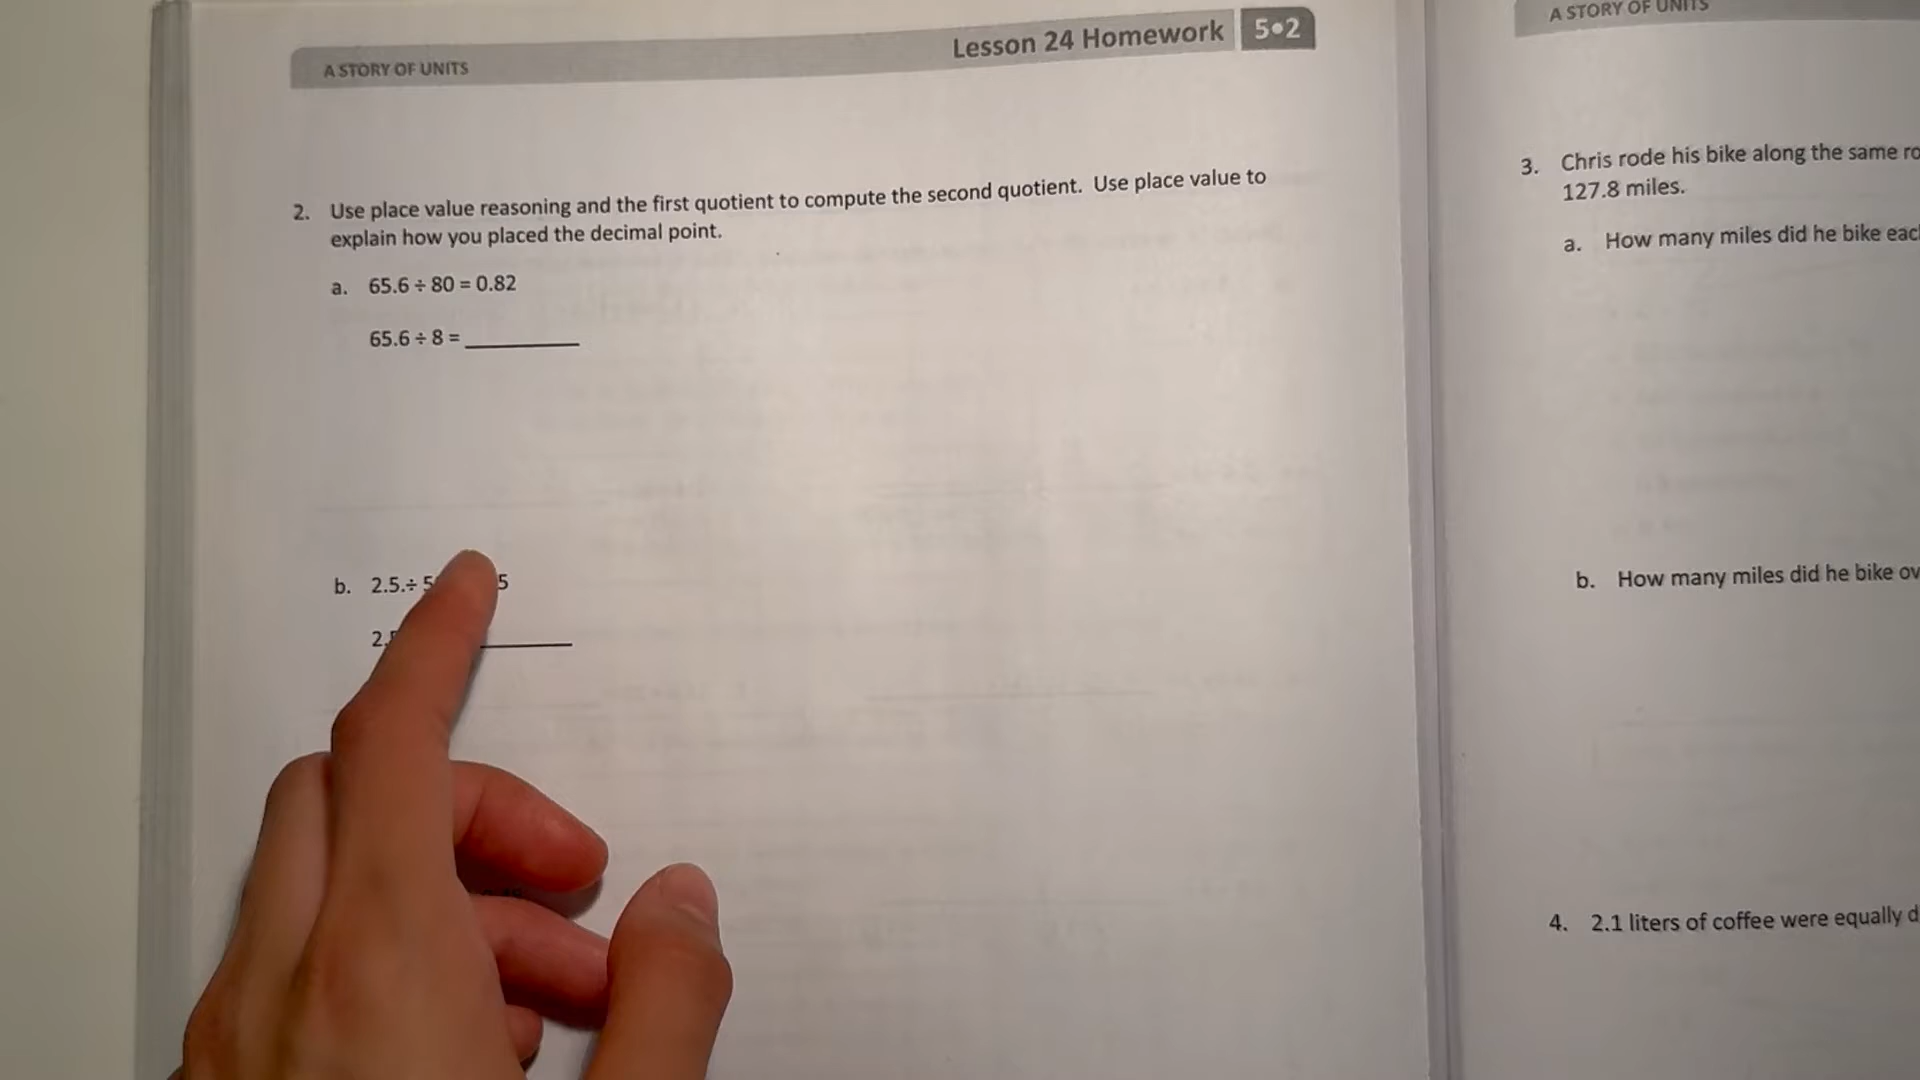 A STORY OF UNITS
Lesson 24 Homework 5•2
2. Use place value reasoning and the first quotient to compute the second quotient. Use place value to
explain how you placed the decimal point.
a. 65.6 ÷ 80 = 0.82
65.6 ÷ 8 =
b. 2.5.÷ 5
5
2.
A STORY OF UNITS
3. Chris rode his bike along the same
127.8 miles.
a. How many miles did he bike
b. How many miles did he bike
4. 2.1 liters of coffee were equally